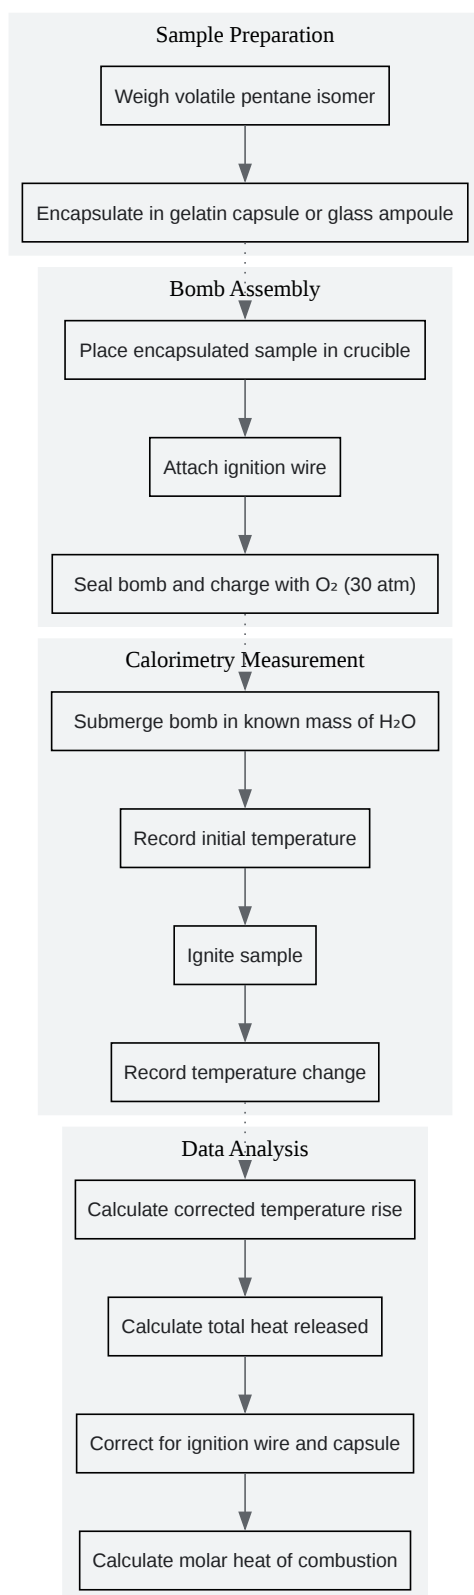 Sample Preparation
Weigh volatile pentane isomer
Encapsulate in gelatin capsule or glass ampoule
Bomb Assembly
Place encapsulated sample in crucible
Attach ignition wire
Seal bomb and charge with O₂ (30 atm)
Calorimetry Measurement
Submerge bomb in known mass of H₂O
Record initial temperature
Ignite sample
Record temperature change
Data Analysis
Calculate corrected temperature rise
Calculate total heat released
Correct for ignition wire and capsule
Calculate molar heat of combustion